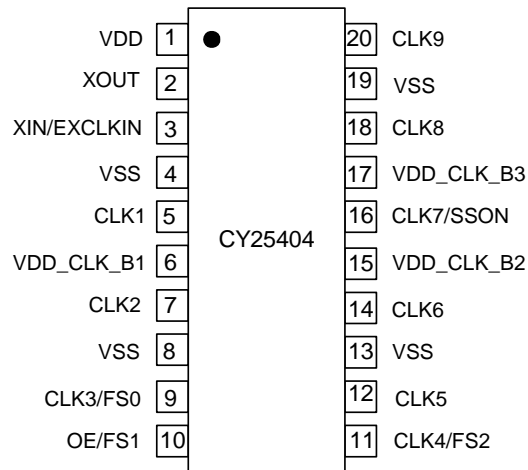 VDD 1 20 CLK9
XOUT 2 19 VSS
XIN/EXCLKIN 3 18 CLK8
VSS 4 17 VDD_CLK_B3
CLK1 5 16 CLK7/SSON
CY25404
VDD_CLK_B1 6 15 VDD_CLK_B2
CLK2 7 14 CLK6
VSS 8 13 VSS
CLK3/FS0 9 12 CLK5
OE/FS1 10 11 CLK4/FS2